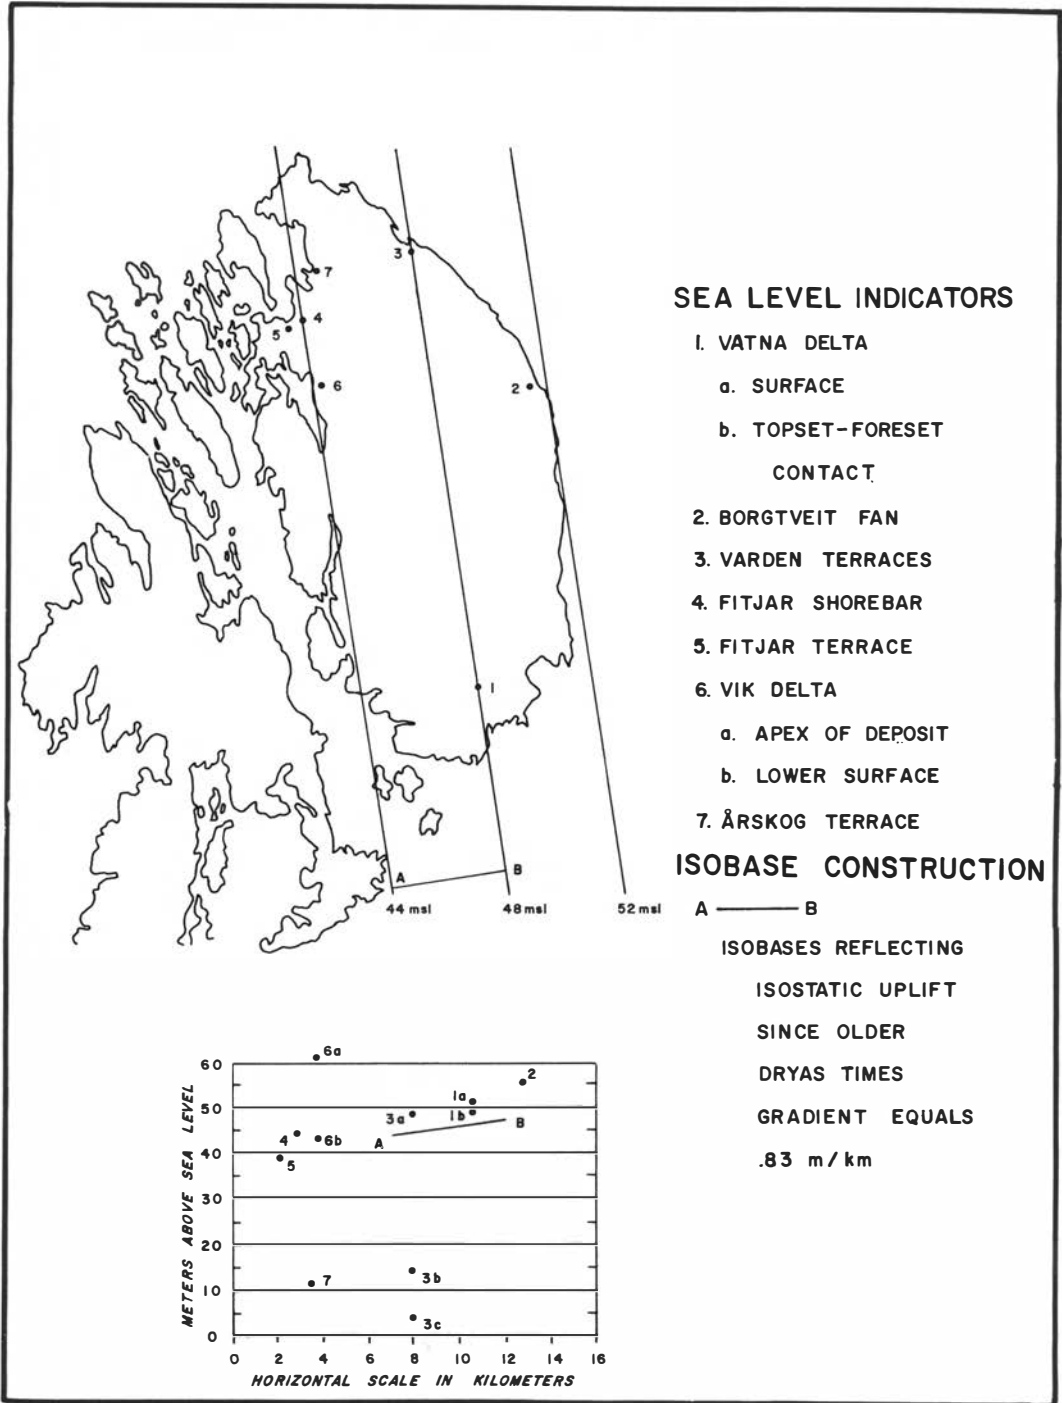 3
7
4
5
6
2
1
A
B
44 msl
48 msl
52 msl
SEA LEVEL INDICATORS
1. VATNA DELTA
a. SURFACE
b. TOPSET-FORESET
CONTACT
2. BORGTVEIT FAN
3. VARDEN TERRACES
4. FITJAR SHOREBAR
5. FITJAR TERRACE
6. VIK DELTA
a. APEX OF DEPOSIT
b. LOWER SURFACE
7. ÅRSKOG TERRACE
ISOBASE CONSTRUCTION
A B
ISOBASES REFLECTING
ISOSTATIC UPLIFT
SINCE OLDER
DRYAS TIMES
GRADIENT EQUALS
.83 m/km
METERS ABOVE SEA LEVEL
60
50
40
30
20
10
0
6a
2
1a
3a
1b
A
B
4
6b
5
7
3b
3c
0 2 4 6 8 10 12 14 16
HORIZONTAL SCALE IN KILOMETERS